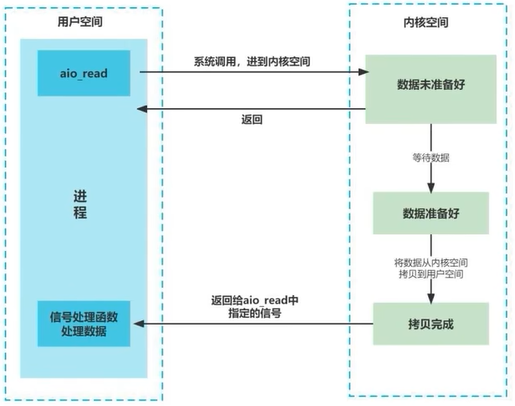 用户空间
内核空间
aio_read
系统调用，进到内核空间
数据未准备好
返回
等待数据
进
程
数据准备好
将数据从内核空间
拷贝到用户空间
返回给aio_read中
指定的信号
信号处理函数
处理数据
拷贝完成